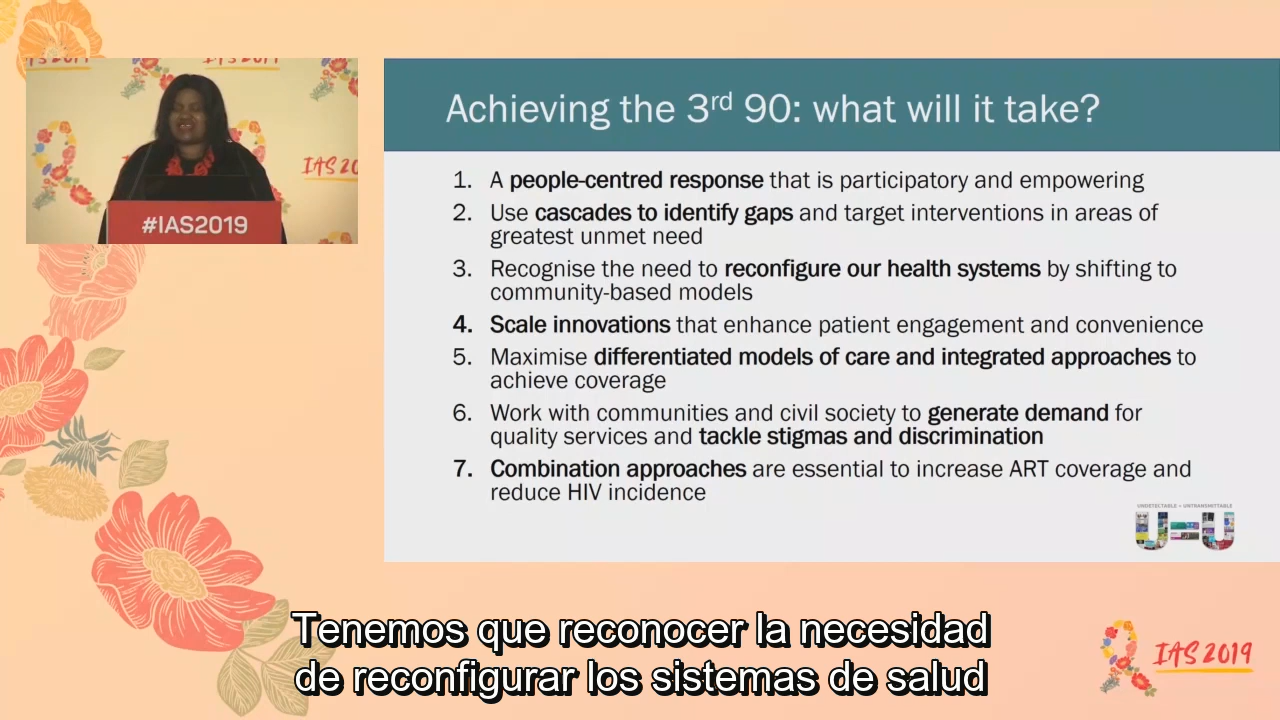 IAS 2019
IAS 2019
IAS 20
#IAS2019
Achieving the 3rd 90: what will it take?
1. A people-centred response that is participatory and empowering
2. Use cascades to identify gaps and target interventions in areas of
greatest unmet need
3. Recognise the need to reconfigure our health systems by shifting to
community-based models
4. Scale innovations that enhance patient engagement and convenience
5. Maximise differentiated models of care and integrated approaches to
achieve coverage
6. Work with communities and civil society to generate demand for
quality services and tackle stigmas and discrimination
7. Combination approaches are essential to increase ART coverage and
reduce HIV incidence
UNDETECTABLE = UNTRANSMITTABLE
U=U
Tenemos que reconocer la necesidad
de reconfigurar los sistemas de salud
IAS 2019